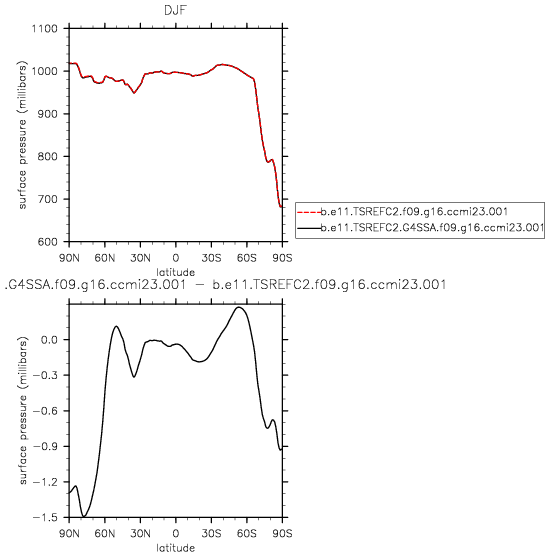 DJF
1100
1000
900
800
700
600
surface pressure (millibars)
90N 60N 30N 0 30S 60S 90S
latitude
b.e11.TSREFC2.f09.g16.ccmi23.001
b.e11.TSREFC2.G4SSA.f09.g16.ccmi23.001
.G4SSA.f09.g16.ccmi23.001 – b.e11.TSREFC2.f09.g16.ccmi23.001
0.0
−0.3
−0.6
−0.9
−1.2
−1.5
surface pressure (millibars)
90N 60N 30N 0 30S 60S 90S
latitude